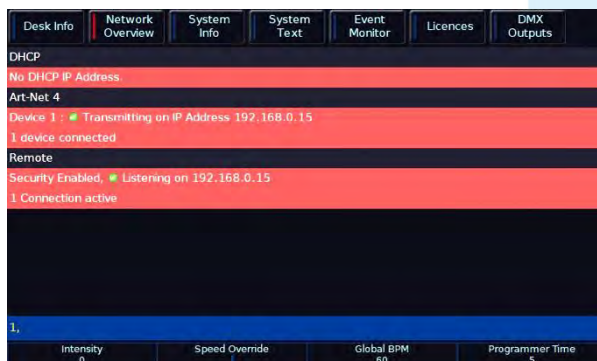 Desk Info Network Overview System Info System Text Event Monitor Licences DMX Outputs
DHCP
No DHCP IP Address.
Art-Net 4
Device 1 : Transmitting on IP Address 192.168.0.15
1 device connected
Remote
Security Enabled, Listening on 192.168.0.15
1 Connection active
1,
Intensity Speed Override Global BPM Programmer Time
0 60 5